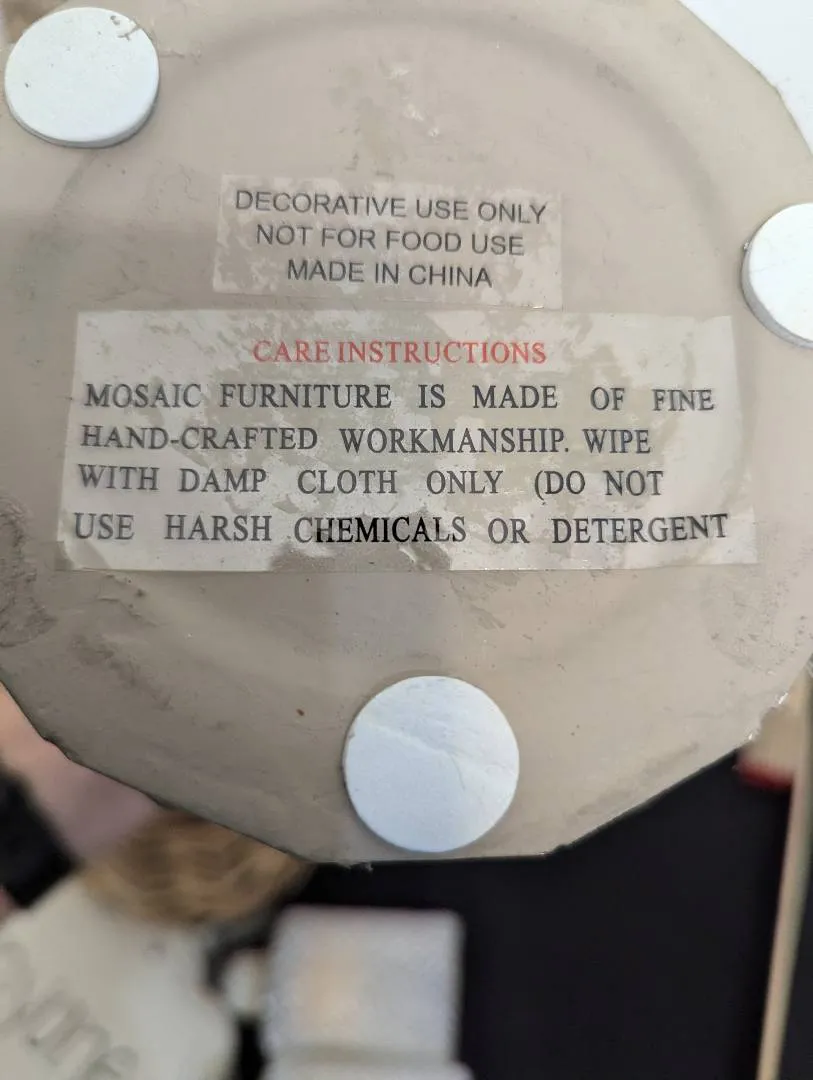 DECORATIVE USE ONLY
NOT FOR FOOD USE
MADE IN CHINA
CARE INSTRUCTIONS
MOSAIC FURNITURE IS MADE OF FINE
HAND-CRAFTED WORKMANSHIP. WIPE
WITH DAMP CLOTH ONLY (DO NOT
USE HARSH CHEMICALS OR DETERGENT